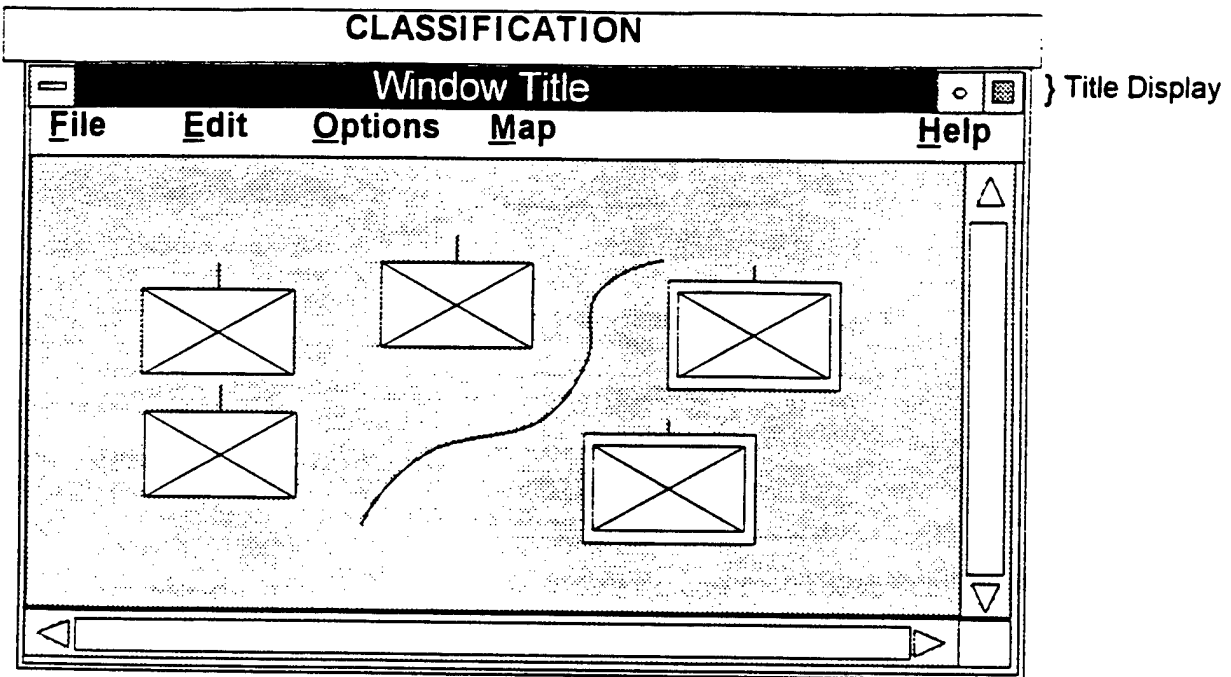 CLASSIFICATION
Window Title
} Title Display
File Edit Options Map Help